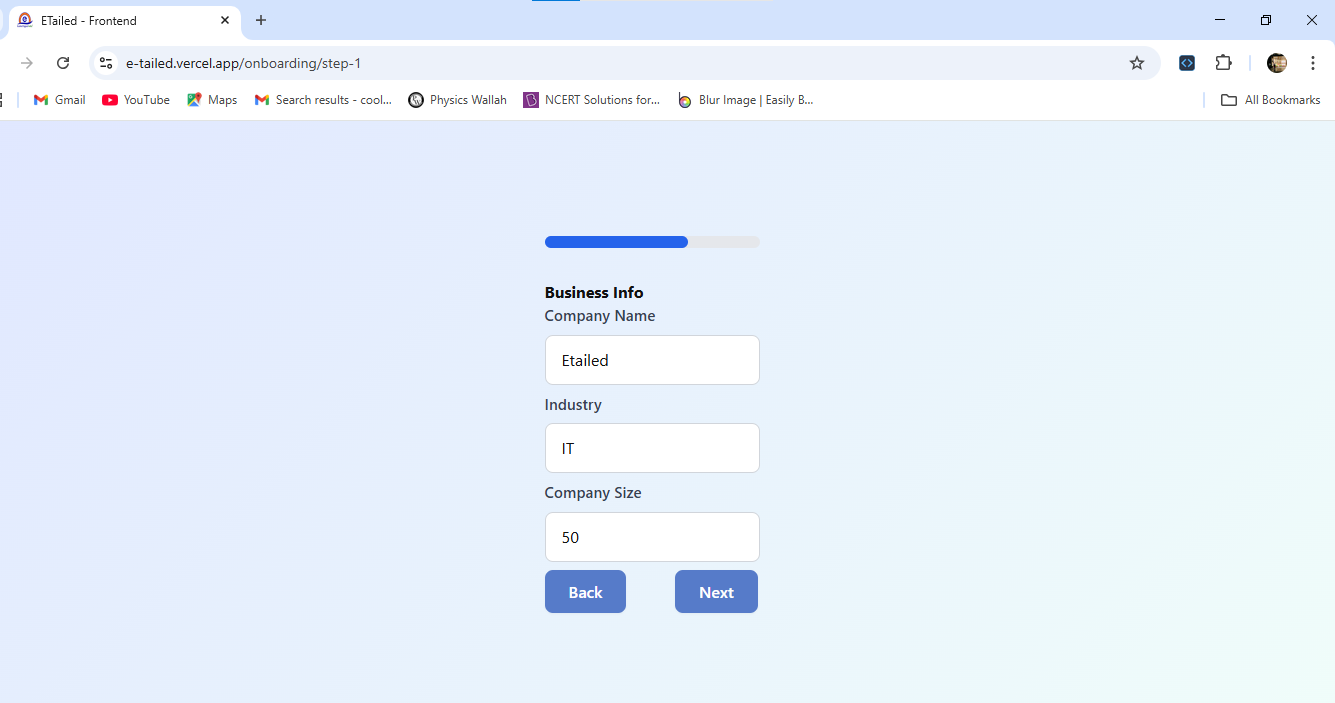 ETailed - Frontend
e-tailed.vercel.app/onboarding/step-1
Gmail YouTube Maps Search results - cool... Physics Wallah NCERT Solutions for... Blur Image | Easily B... All Bookmarks
Business Info
Company Name
Etailed
Industry
IT
Company Size
50
Back Next